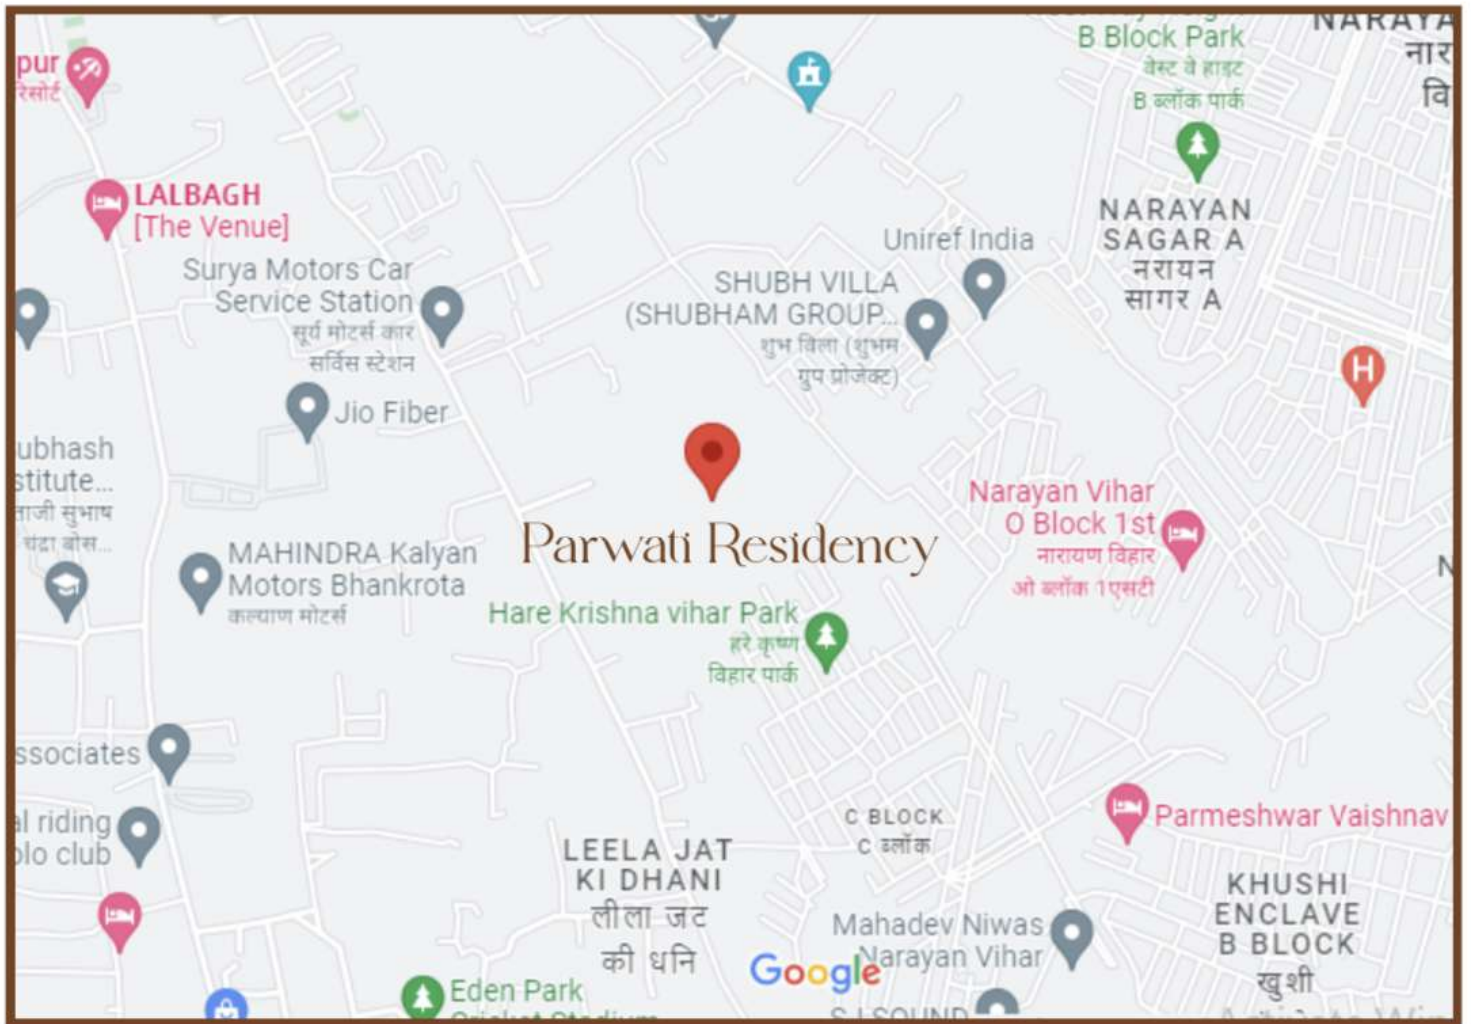 B Block Park
वेस्ट वे हाइट
B ब्लॉक पार्क
pur
रिसोर्ट
LALBAGH
[The Venue]
NARAYAN
SAGAR A
नरायन
सागर A
Uniref India
Surya Motors Car
Service Station
सूर्य मोटर्स कार
सर्विस स्टेशन
SHUBH VILLA
(SHUBHAM GROUP...
शुभ विला (शुभम
ग्रुप प्रोजेक्ट)
H
Jio Fiber
ubhash
stitute...
ताजी सुभाष
चंद्रा बोस...
Narayan Vihar
O Block 1st
नारायण विहार
ओ ब्लॉक 1एसटी
Parwati Residency
MAHINDRA Kalyan
Motors Bhankrota
कल्याण मोटर्स
Hare Krishna vihar Park
हरे कृष्ण
विहार पार्क
ssociates
al riding
olo club
C BLOCK
C ब्लॉक
Parmeshwar Vaishnav
LEELA JAT
KI DHANI
लीला जट
की धनि
KHUSHI
ENCLAVE
B BLOCK
खुशी
Mahadev Niwas
Narayan Vihar
Google
Eden Park